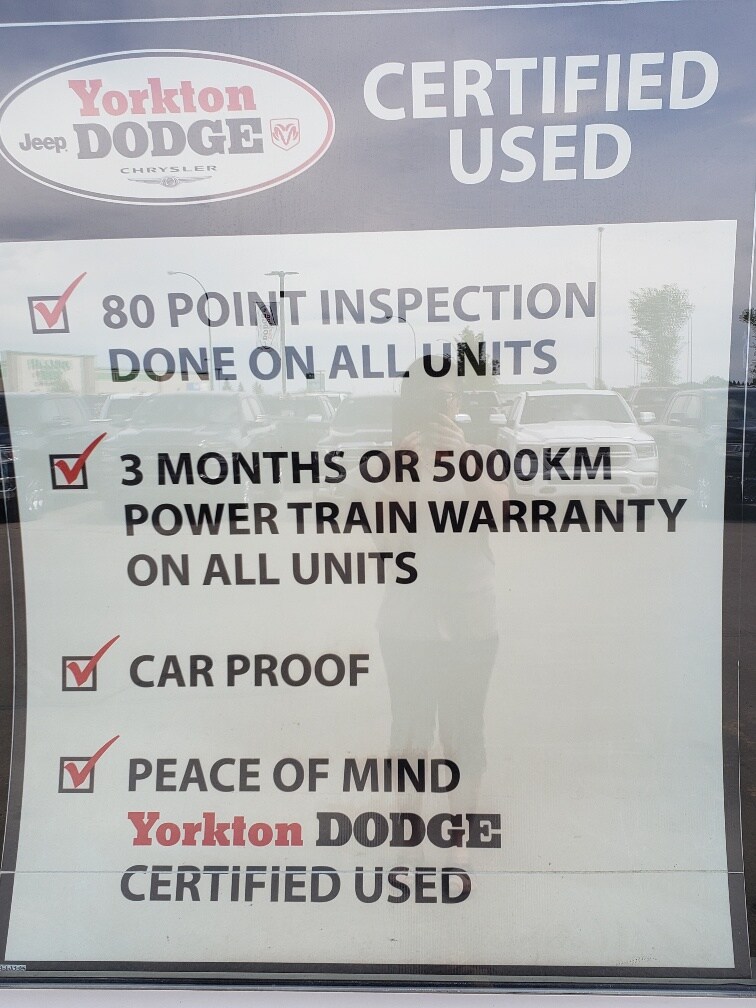 Yorkton
Jeep DODGE
CHRYSLER
CERTIFIED
USED
80 POINT INSPECTION
DONE ON ALL UNITS
3 MONTHS OR 5000KM
POWER TRAIN WARRANTY
ON ALL UNITS
CAR PROOF
PEACE OF MIND
Yorkton DODGE
CERTIFIED USED